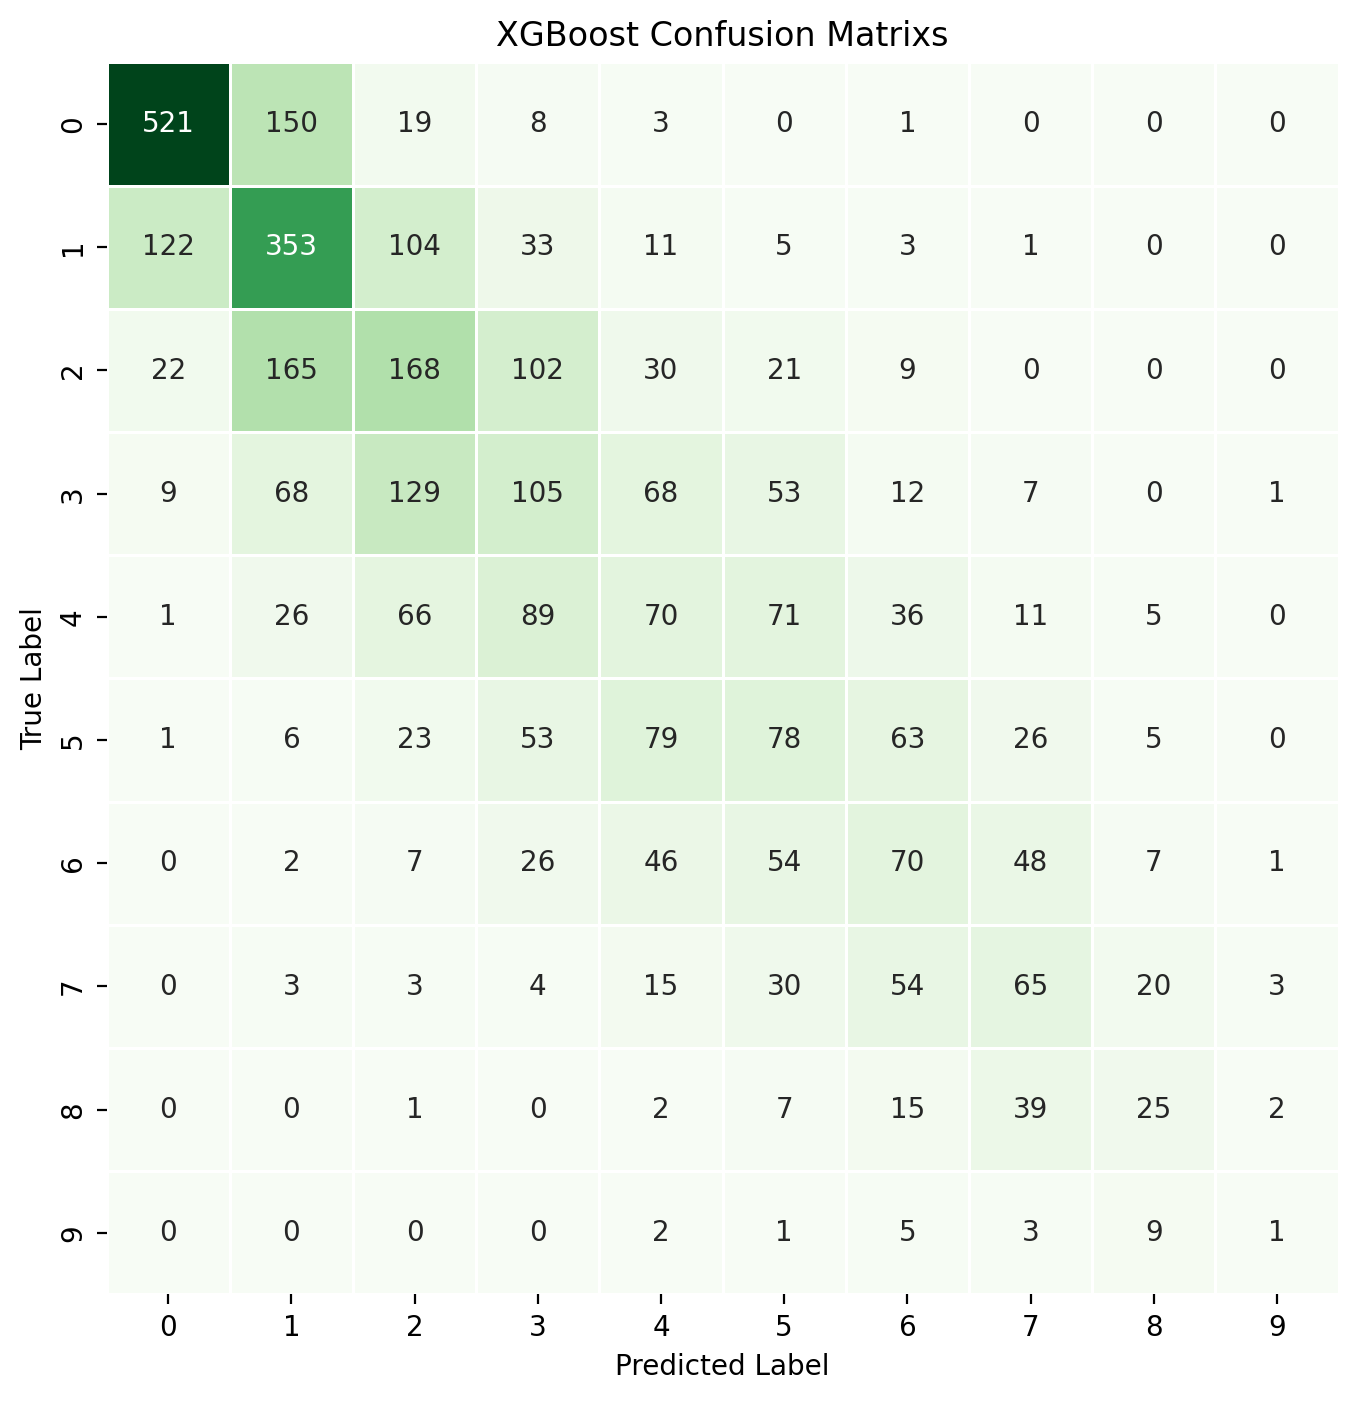 XGBoost Confusion Matrixs
0 521 150 19 8 3 0 1 0 0 0
1 122 353 104 33 11 5 3 1 0 0
2 22 165 168 102 30 21 9 0 0 0
3 9 68 129 105 68 53 12 7 0 1
4 1 26 66 89 70 71 36 11 5 0
True Label
5 1 6 23 53 79 78 63 26 5 0
6 0 2 7 26 46 54 70 48 7 1
7 0 3 3 4 15 30 54 65 20 3
8 0 0 1 0 2 7 15 39 25 2
9 0 0 0 0 2 1 5 3 9 1
0 1 2 3 4 5 6 7 8 9
Predicted Label